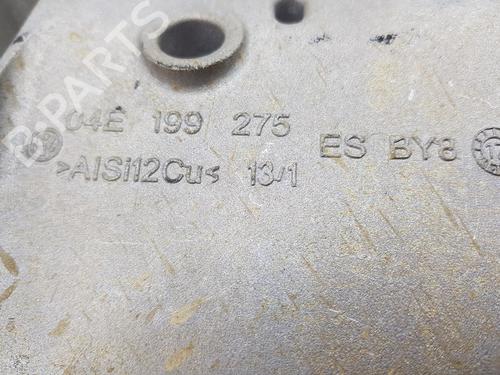 04E 199 275 ES BY8
>AlSi12Cu< 13/1
B-PARTS